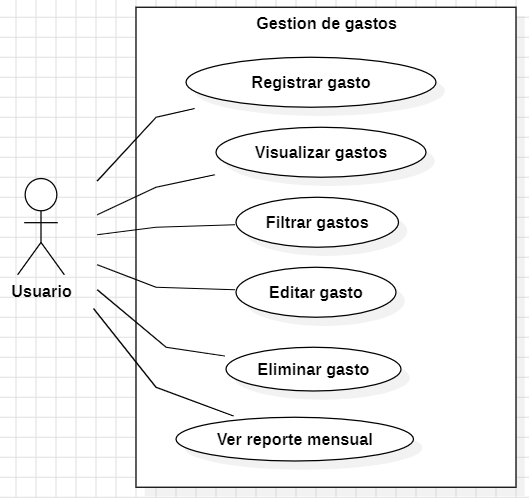 Gestion de gastos
Registrar gasto
Visualizar gastos
Filtrar gastos
Editar gasto
Usuario
Eliminar gasto
Ver reporte mensual